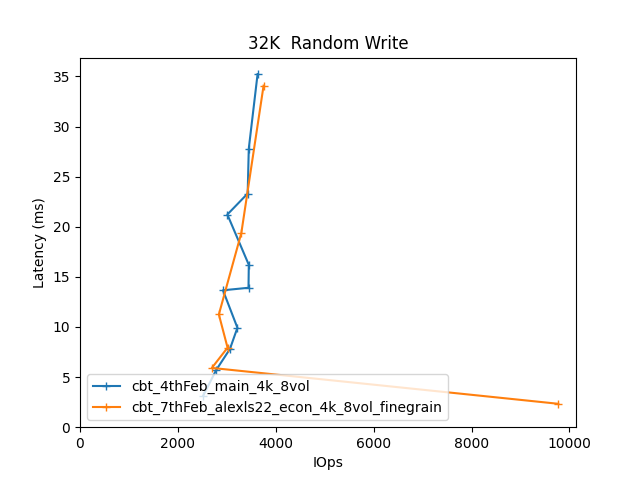 32K  Random Write
Latency (ms)
35
30
25
20
15
10
5
0
cbt_4thFeb_main_4k_8vol
cbt_7thFeb_alexls22_econ_4k_8vol_finegrain
0 2000 4000 6000 8000 10000
IOps